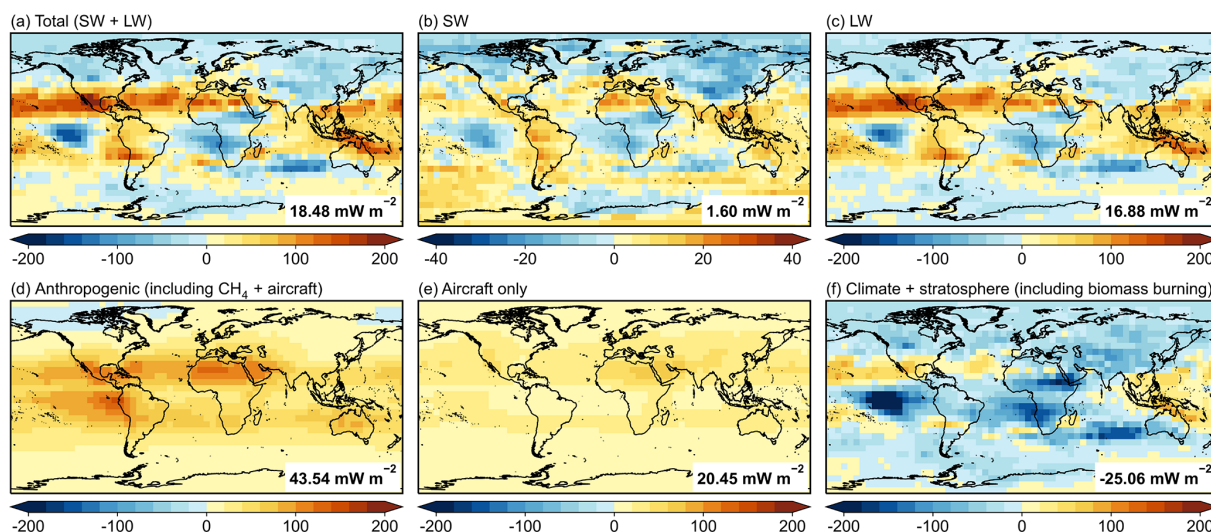 (a) Total (SW + LW)
(b) SW
(c) LW
18.48 mW m⁻²
1.60 mW m⁻²
16.88 mW m⁻²
-200 -100 0 100 200
-40 -20 0 20 40
-200 -100 0 100 200
(d) Anthropogenic (including CH₄ + aircraft)
(e) Aircraft only
(f) Climate + stratosphere (including biomass burning)
43.54 mW m⁻²
20.45 mW m⁻²
-25.06 mW m⁻²
-200 -100 0 100 200
-200 -100 0 100 200
-200 -100 0 100 200